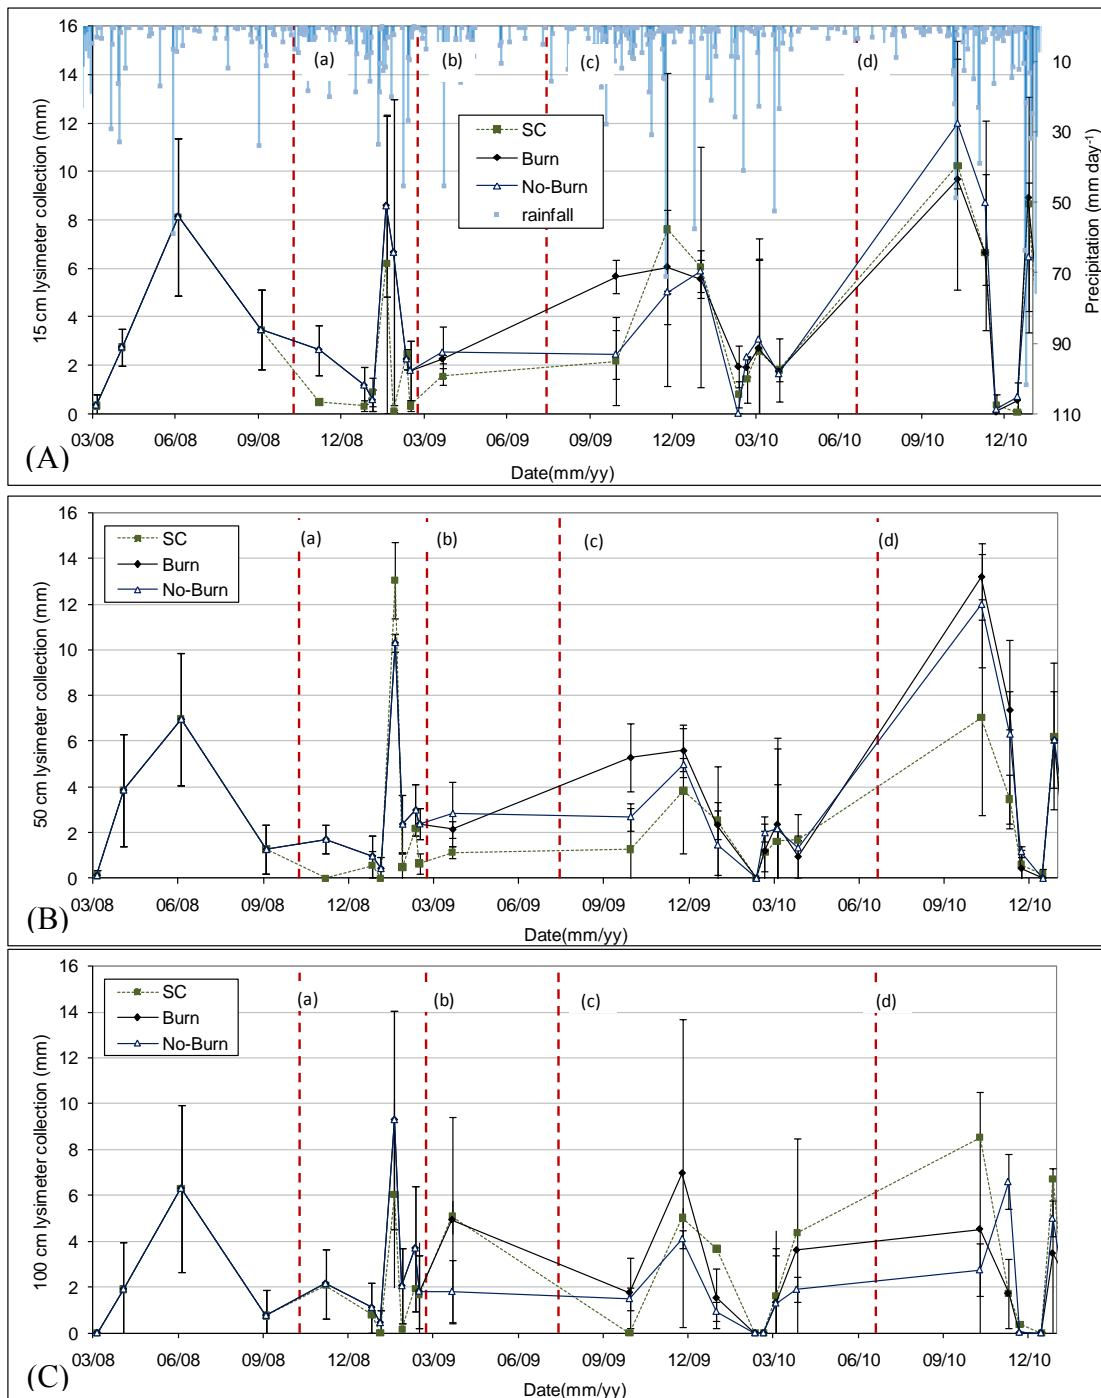 16
14
12
10
8
6
4
2
0
15 cm lysimeter collection (mm)
(a)
(b)
(c)
(d)
SC
Burn
No-Burn
rainfall
10
30
50
70
90
110
Precipitation (mm day-1)
03/08 06/08 09/08 12/08 03/09 06/09 09/09 12/09 03/10 06/10 09/10 12/10
Date(mm/yy)
(A)
16
14
12
10
8
6
4
2
0
50 cm lysimeter collection (mm)
SC
Burn
No-Burn
(a)
(b)
(c)
(d)
03/08 06/08 09/08 12/08 03/09 06/09 09/09 12/09 03/10 06/10 09/10 12/10
Date(mm/yy)
(B)
16
14
12
10
8
6
4
2
0
100 cm lysimeter collection (mm)
SC
Burn
No-Burn
(a)
(b)
(c)
(d)
03/08 06/08 09/08 12/08 03/09 06/09 09/09 12/09 03/10 06/10 09/10 12/10
Date(mm/yy)
(C)